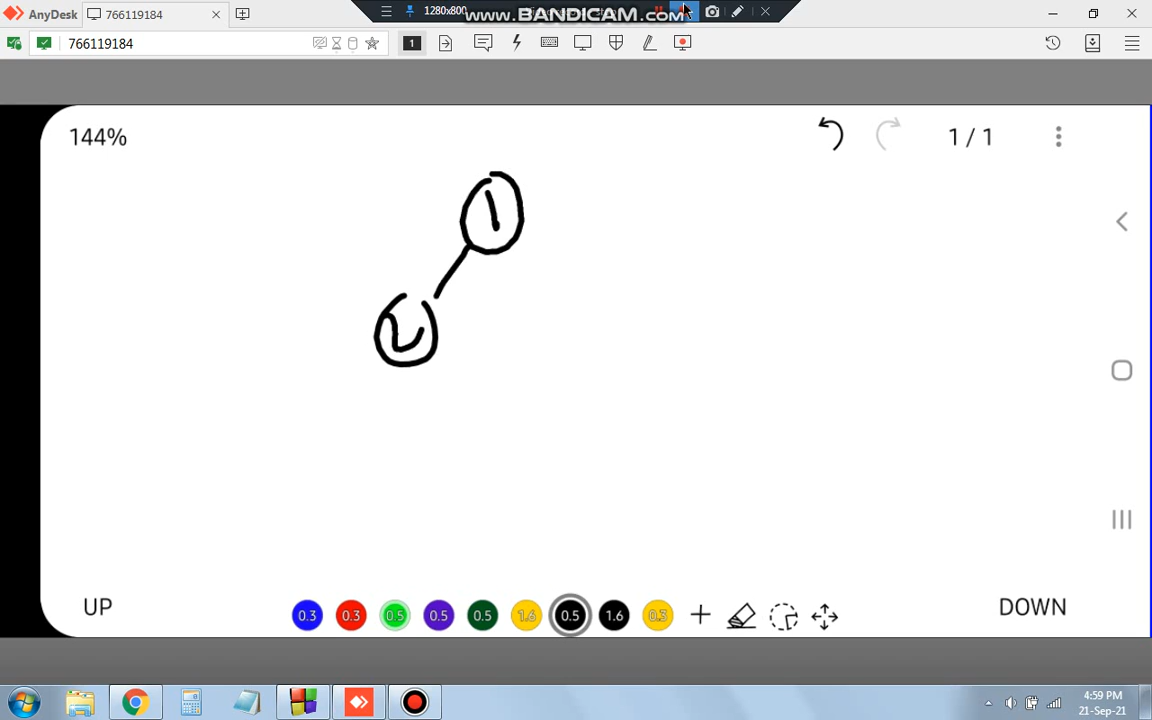 AnyDesk 766119184
1280x800
www.BANDICAM.com
766119184
1
144%
1 / 1
1
2
UP
0.3 0.3 0.5 0.5 0.5 1.6 0.5 1.6 0.3
DOWN
4:59 PM
21-Sep-21